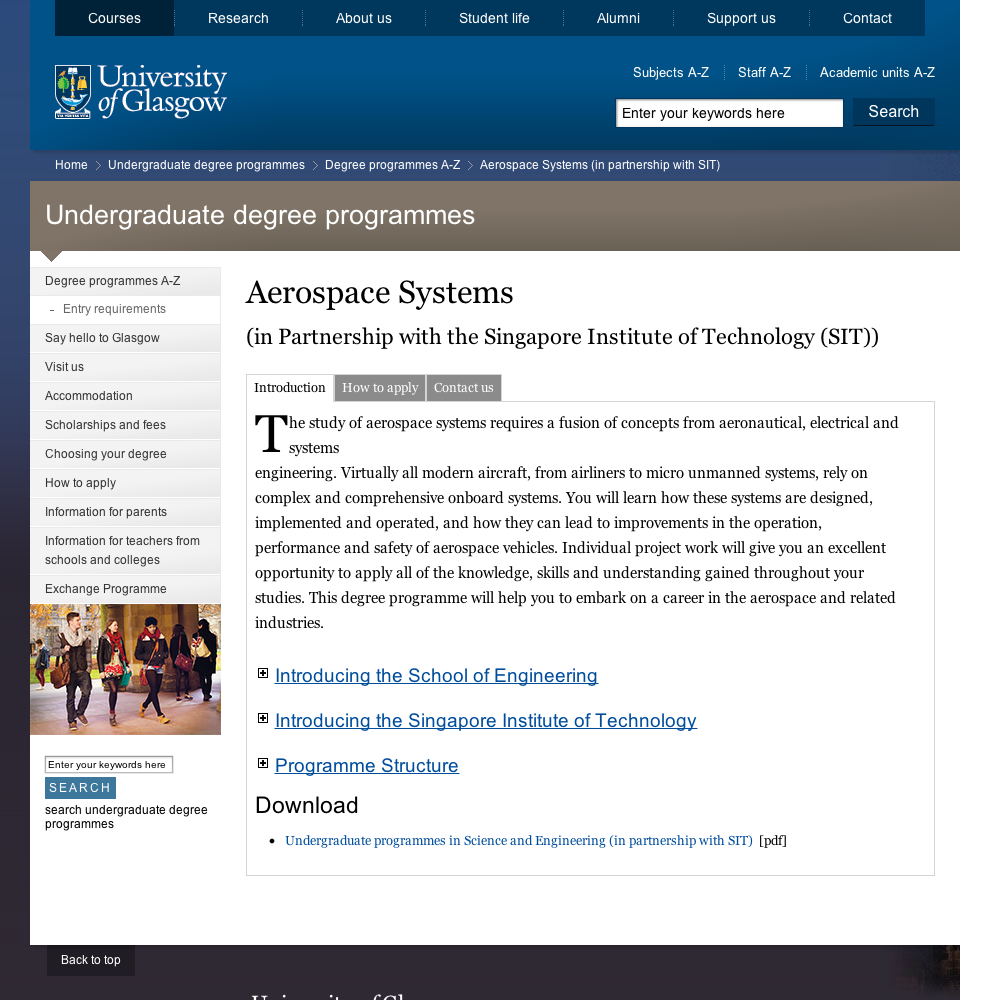 Courses Research About us Student life Alumni Support us Contact
Subjects A-Z Staff A-Z Academic units A-Z
University
of Glasgow
VIA VERITAS VITA
Enter your keywords here Search
Home > Undergraduate degree programmes > Degree programmes A-Z > Aerospace Systems (in partnership with SIT)
Undergraduate degree programmes
Degree programmes A-Z
- Entry requirements
Say hello to Glasgow
Visit us
Accommodation
Scholarships and fees
Choosing your degree
How to apply
Information for parents
Information for teachers from
schools and colleges
Exchange Programme
Enter your keywords here
SEARCH
search undergraduate degree
programmes
Aerospace Systems
(in Partnership with the Singapore Institute of Technology (SIT))
Introduction How to apply Contact us
The study of aerospace systems requires a fusion of concepts from aeronautical, electrical and
systems
engineering. Virtually all modern aircraft, from airliners to micro unmanned systems, rely on
complex and comprehensive onboard systems. You will learn how these systems are designed,
implemented and operated, and how they can lead to improvements in the operation,
performance and safety of aerospace vehicles. Individual project work will give you an excellent
opportunity to apply all of the knowledge, skills and understanding gained throughout your
studies. This degree programme will help you to embark on a career in the aerospace and related
industries.
Introducing the School of Engineering
Introducing the Singapore Institute of Technology
Programme Structure
Download
• Undergraduate programmes in Science and Engineering (in partnership with SIT) [pdf]
Back to top